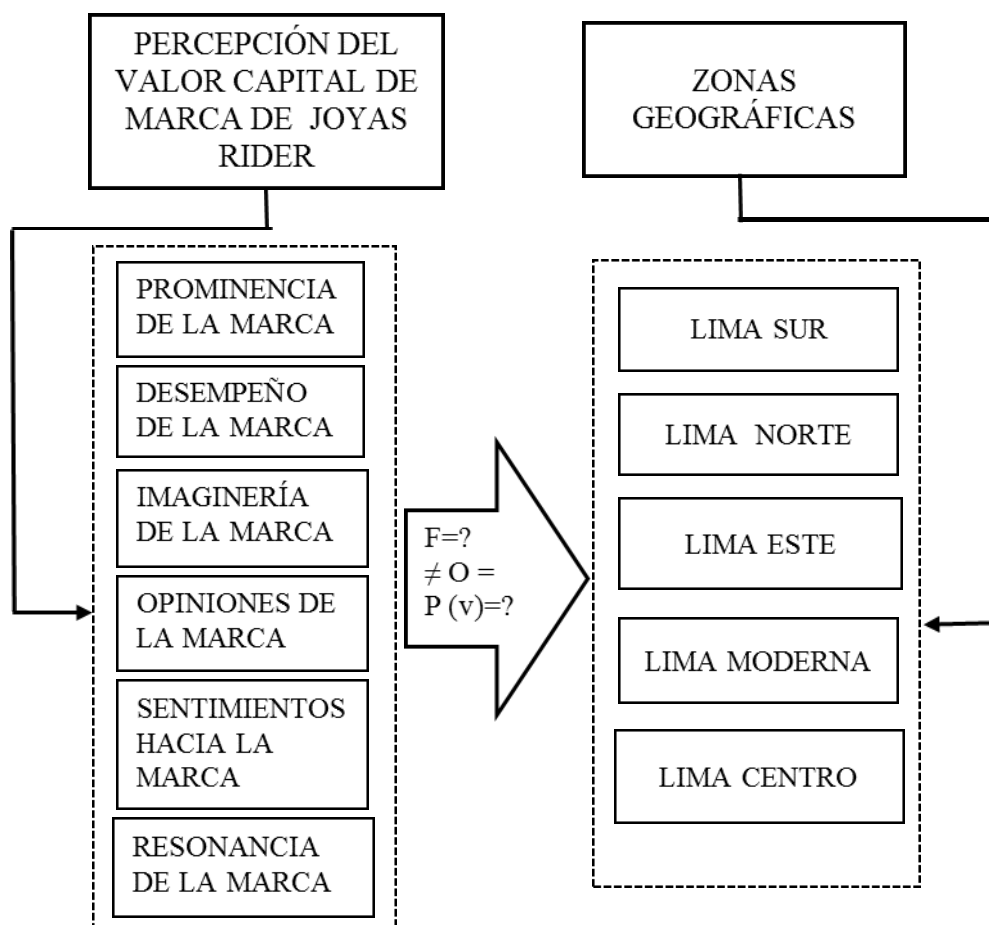 PERCEPCIÓN DEL
VALOR CAPITAL DE
MARCA DE JOYAS
RIDER
ZONAS
GEOGRÁFICAS
PROMINENCIA
DE LA MARCA
DESEMPEÑO
DE LA MARCA
IMAGINERÍA
DE LA MARCA
OPINIONES DE
LA MARCA
SENTIMIENTOS
HACIA LA
MARCA
RESONANCIA
DE LA MARCA
F=?
≠ O =
P (v)=?
LIMA SUR
LIMA NORTE
LIMA ESTE
LIMA MODERNA
LIMA CENTRO